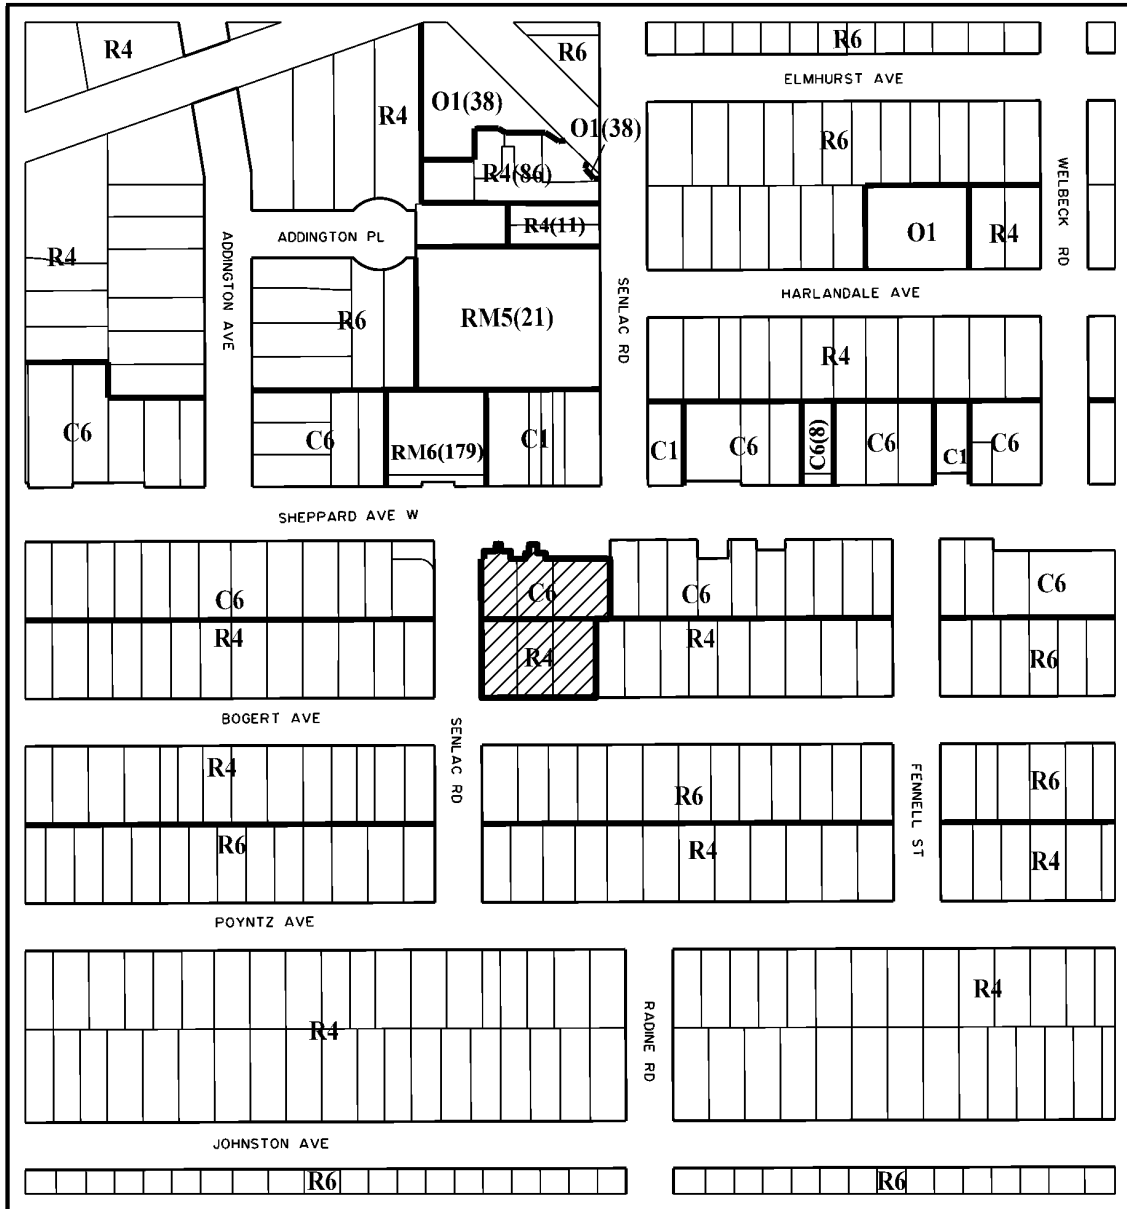 R4
R6
R6
ELMHURST AVE
O1(38)
R4
O1(38)
R6
R4(86)
WELBECK RD
R4(11)
ADDINGTON PL
O1
R4
R4
ADDINGTON AVE
SENLAC RD
HARLANDALE AVE
RM5(21)
R6
R4
C6
C6
RM6(179)
C1
C1
C6
C6(8)
C6
C1
C6
SHEPPARD AVE W
C6
C6
C6
C6
R4
R4
R4
R6
BOGERT AVE
SENLAC RD
R4
R6
FENNELL ST
R6
R6
R4
R4
POYNTZ AVE
R4
R4
RADINE RD
JOHNSTON AVE
R6
R6